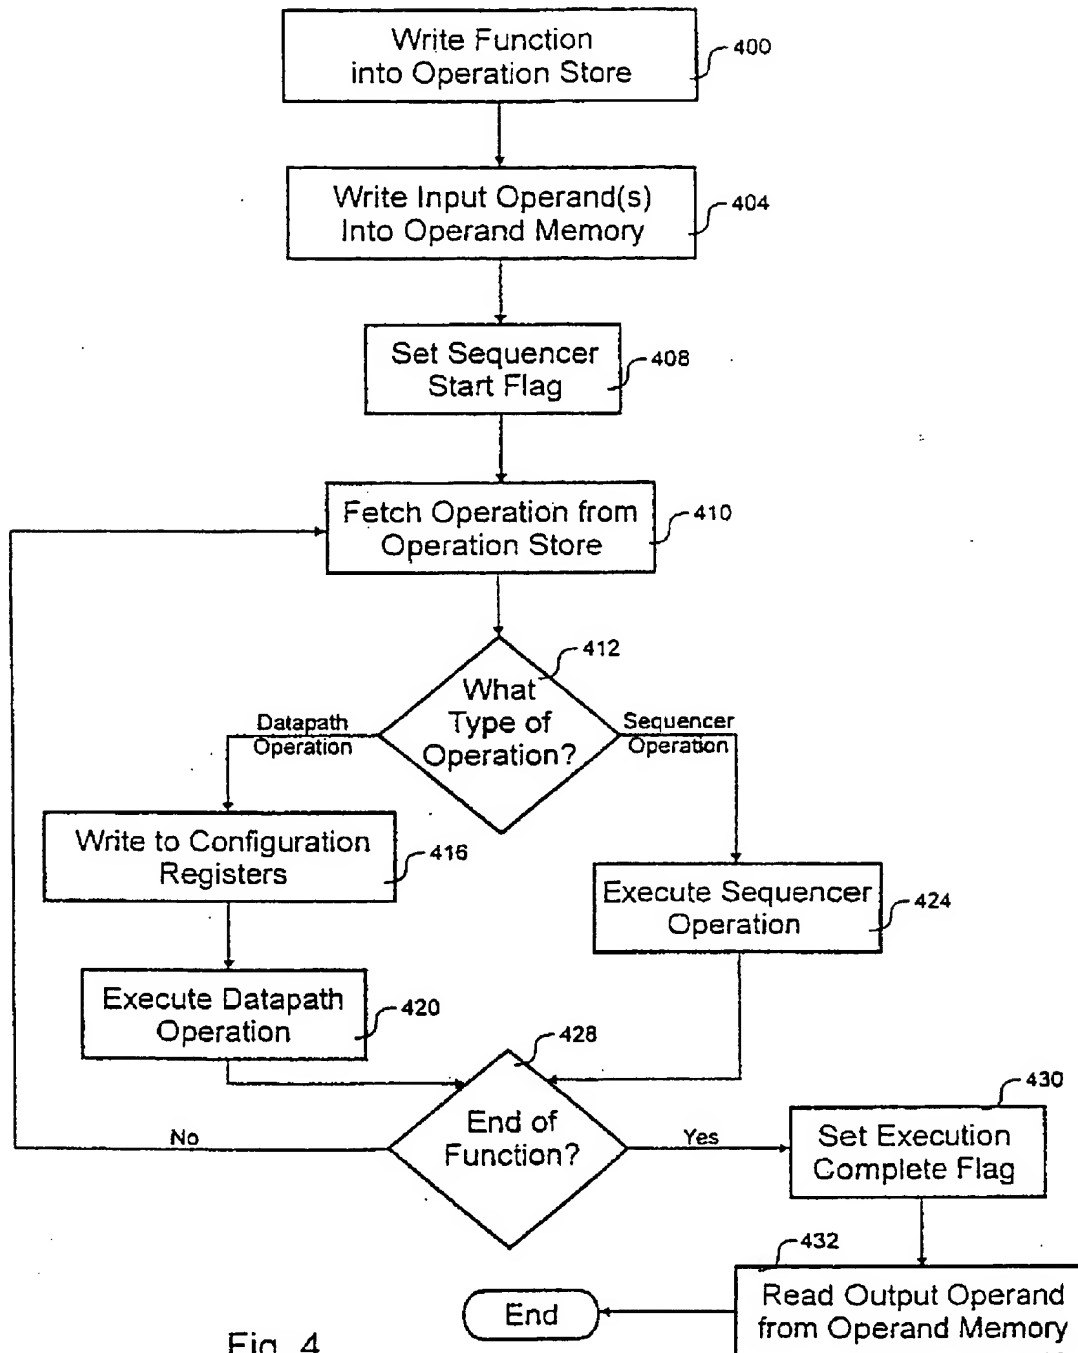 Write Function
into Operation Store
400
Write Input Operand(s)
Into Operand Memory
404
Set Sequencer
Start Flag
408
Fetch Operation from
Operation Store
410
412
What
Type of
Operation?
Datapath
Operation
Sequencer
Operation
Write to Configuration
Registers
416
Execute Sequencer
Operation
424
Execute Datapath
Operation
420
428
End of
Function?
No
Yes
430
Set Execution
Complete Flag
432
Read Output Operand
from Operand Memory
End
Fig. 4